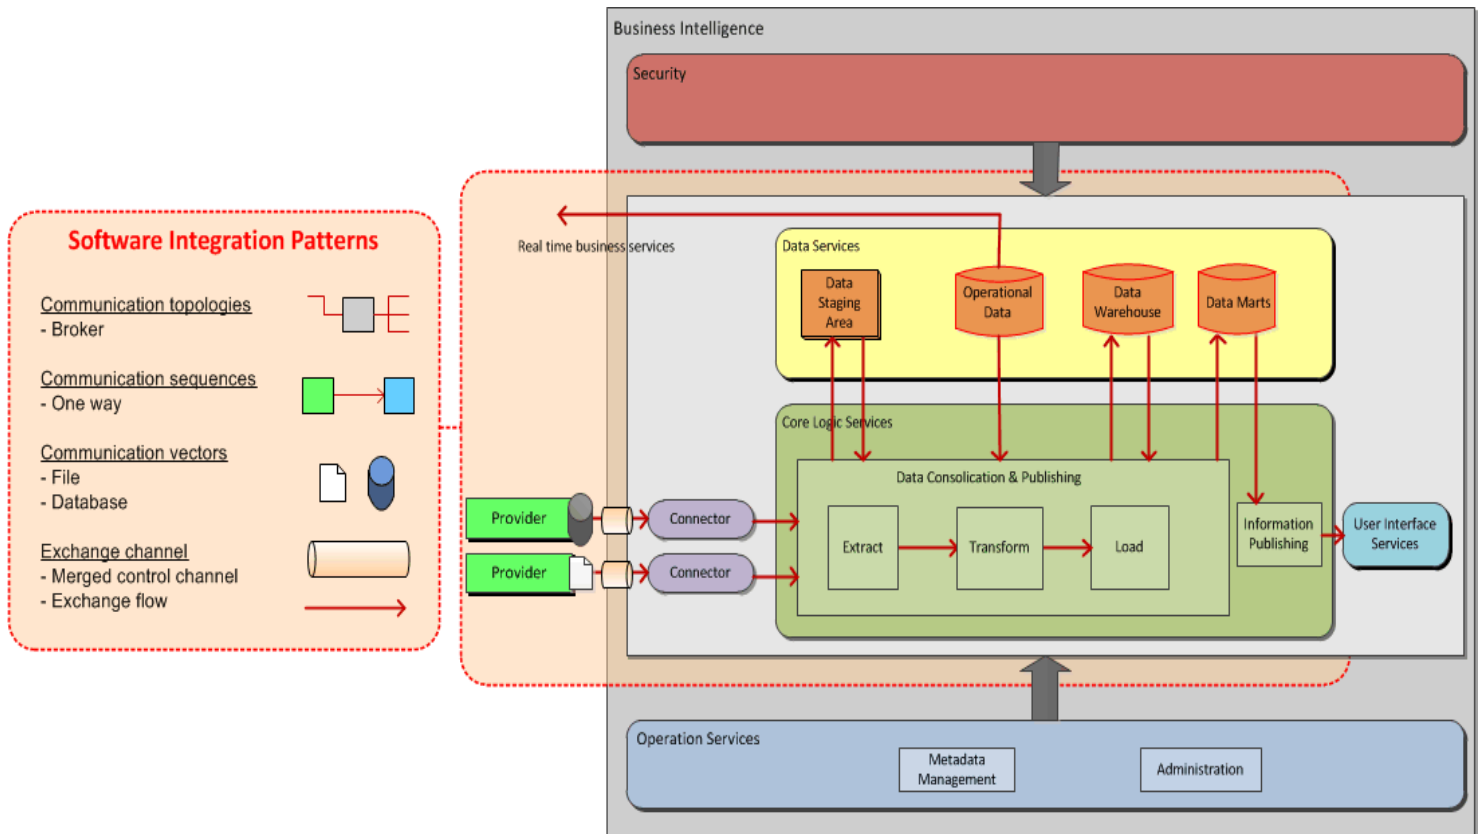 Business Intelligence
Security
Software Integration Patterns
Communication topologies
- Broker
Communication sequences
- One way
Communication vectors
- File
- Database
Exchange channel
- Merged control channel
- Exchange flow
Real time business services
Data Services
Data
Staging
Area
Operational
Data
Data
Warehouse
Data Marts
Core Logic Services
Data Consolication & Publishing
Provider
Connector
Provider
Connector
Extract
Transform
Load
Information
Publishing
User Interface
Services
Operation Services
Metadata
Management
Administration